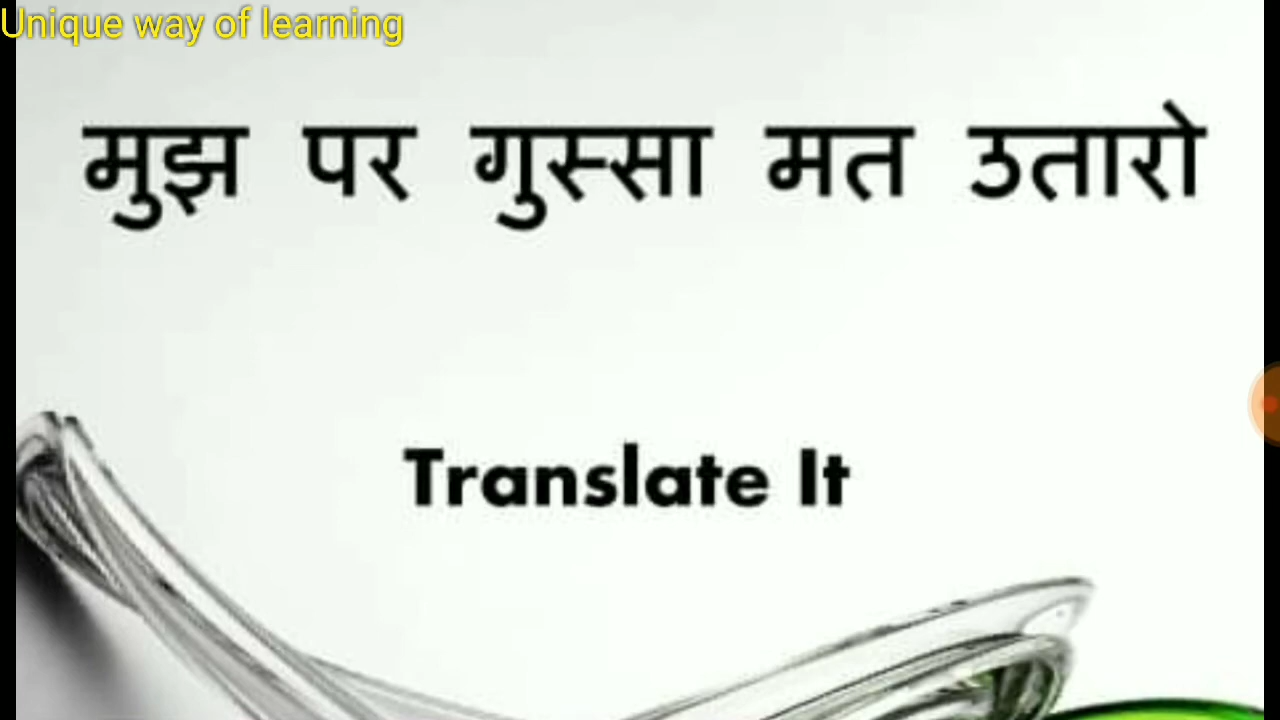 Unique way of learning
मुझ पर गुस्सा मत उतारो
Translate It